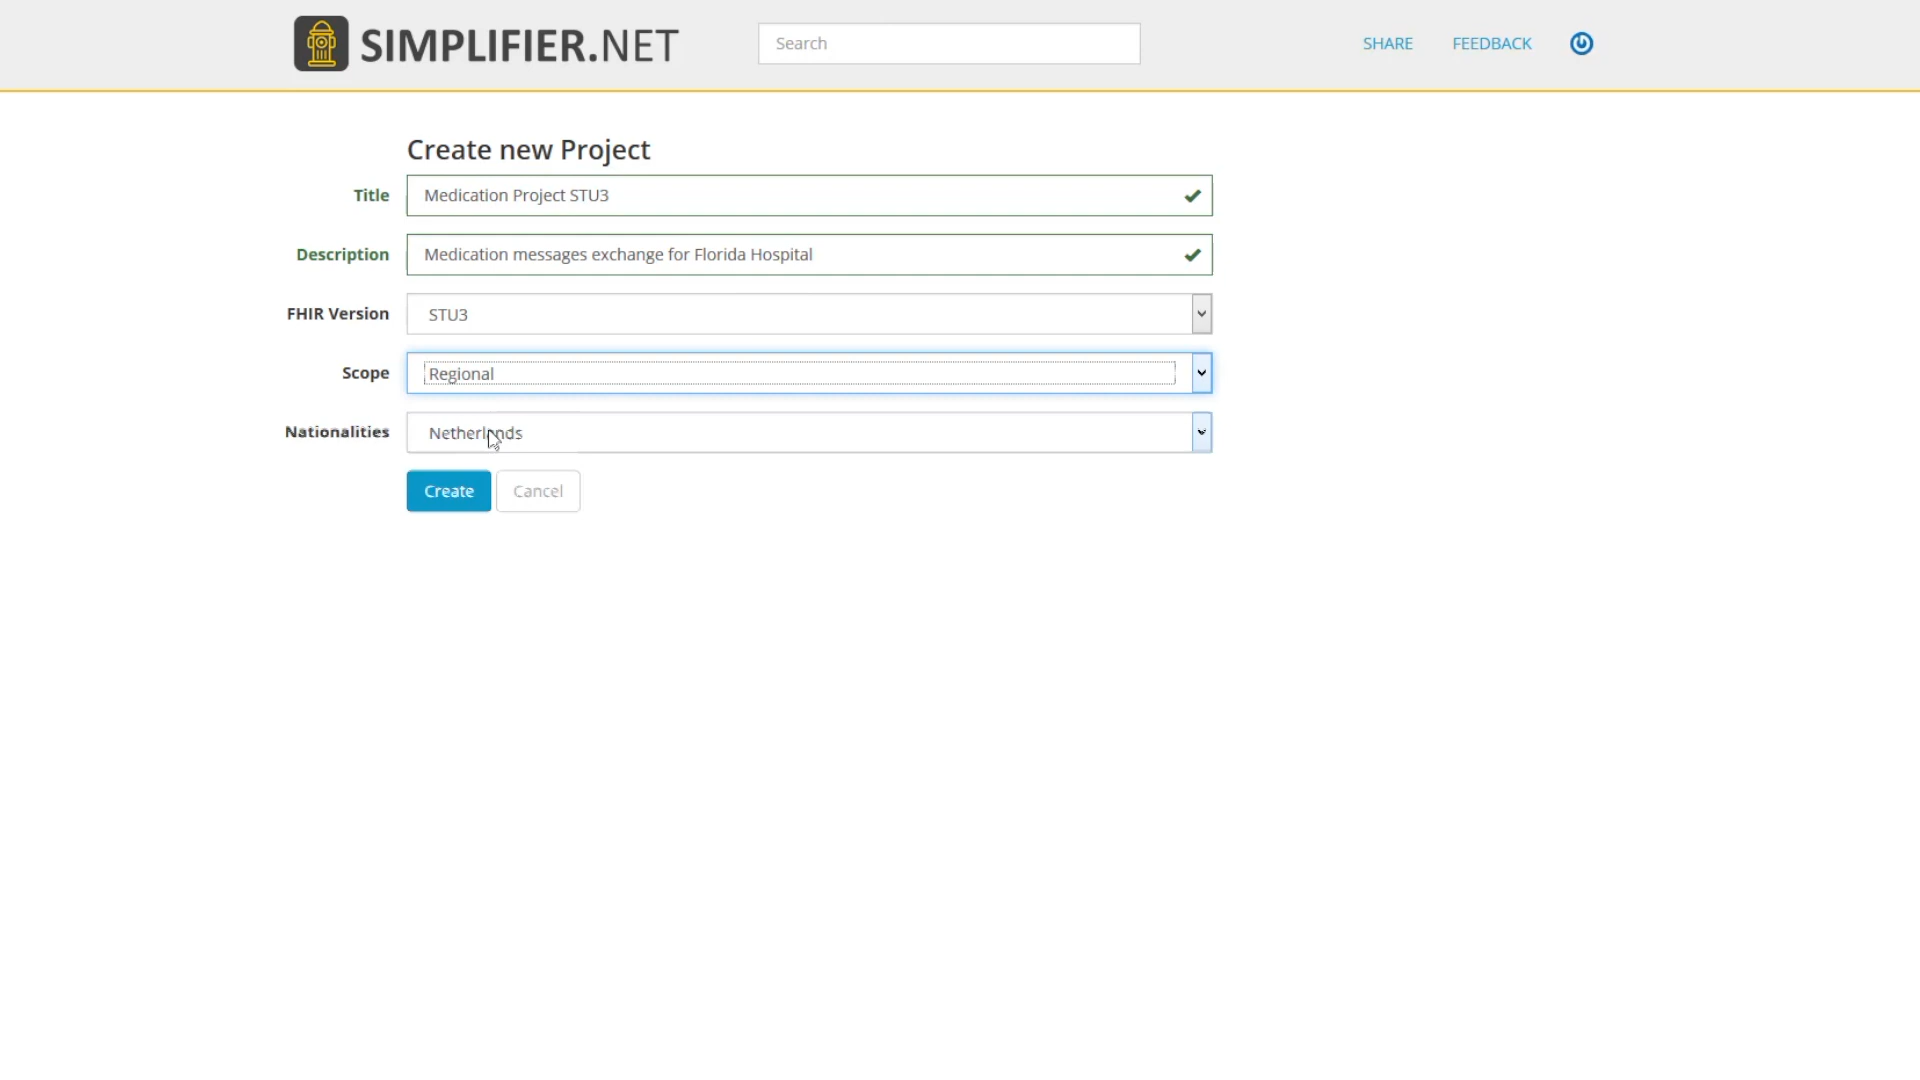 SIMPLIFIER.NET
Search
SHARE
FEEDBACK
Create new Project
Title
Medication Project STU3
Description
Medication messages exchange for Florida Hospital
FHIR Version
STU3
Scope
Regional
Nationalities
Netherlands
Create
Cancel